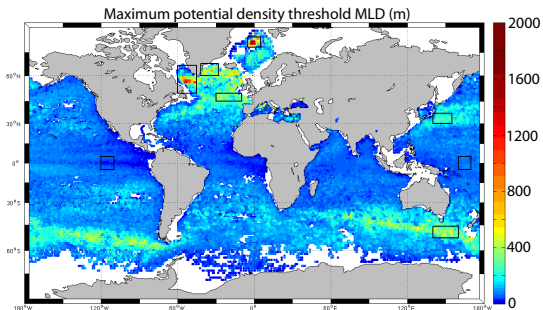 Maximum potential density threshold MLD (m)
2000
1600
1200
800
400
0
60°N
30°N
0°
30°S
60°S
180°W
120°W
60°W
0°
60°E
120°E
180°W